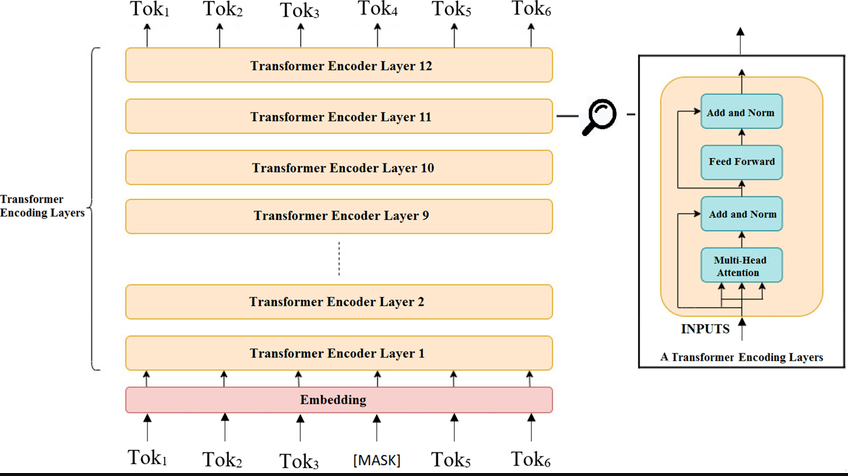 Tok1 Tok2 Tok3 Tok4 Tok5 Tok6
Transformer Encoder Layer 12
Transformer Encoder Layer 11
Transformer Encoder Layer 10
Transformer Encoder Layer 9
Transformer Encoder Layer 2
Transformer Encoder Layer 1
Embedding
Tok1 Tok2 Tok3 [MASK] Tok5 Tok6
Transformer
Encoding Layers
Add and Norm
Feed Forward
Add and Norm
Multi-Head
Attention
INPUTS
A Transformer Encoding Layers